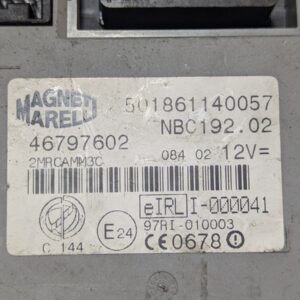 MAGNETI MARELLI
501861140057
NBC192.02
46797602
2MRCAMM3C
084 02 12V=
eIRL I-000041
97RI-010003
C 144
E24
CE0678!